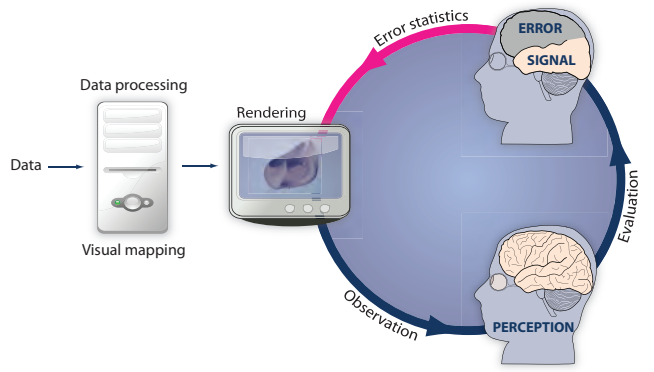 Data
Data processing
Visual mapping
Rendering
Error statistics
ERROR
SIGNAL
Evaluation
PERCEPTION
Observation